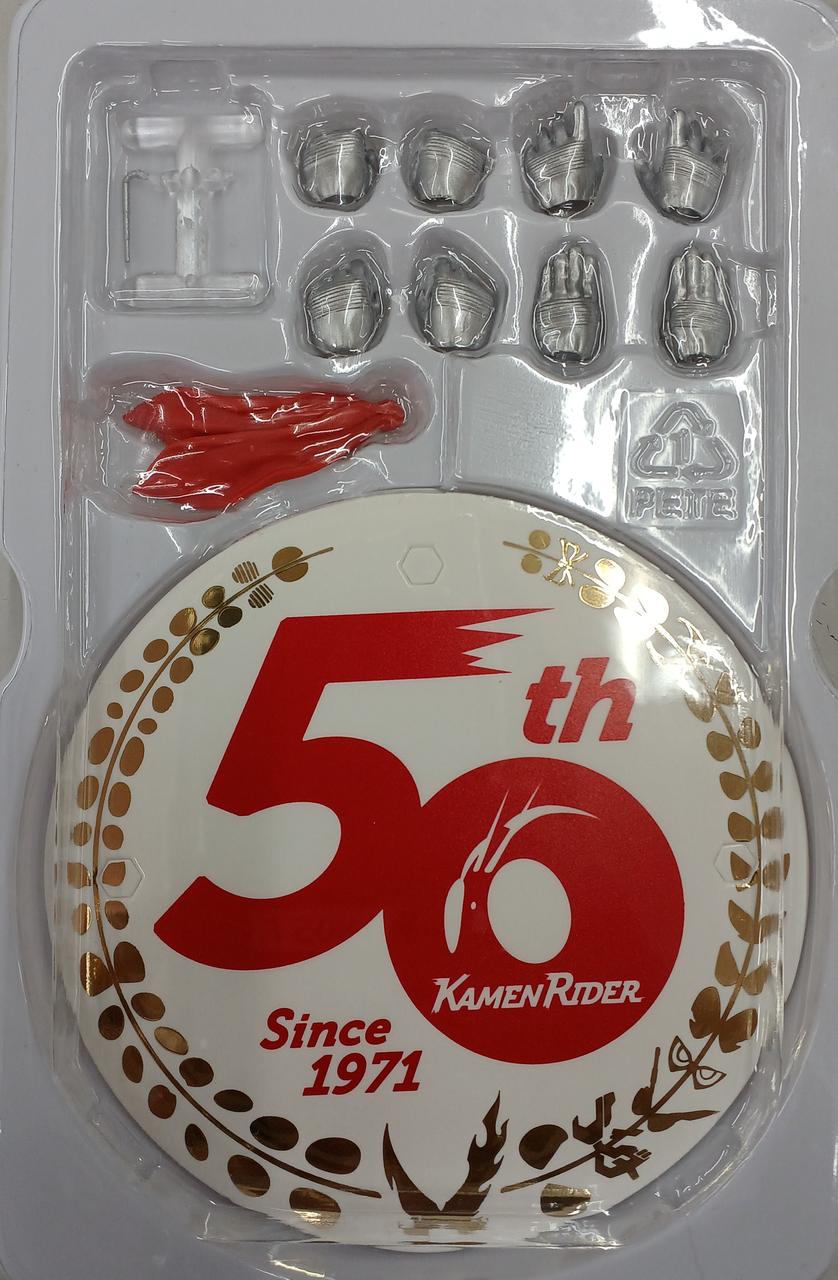 1
PETE
50th
KAMEN RIDER
Since
1971